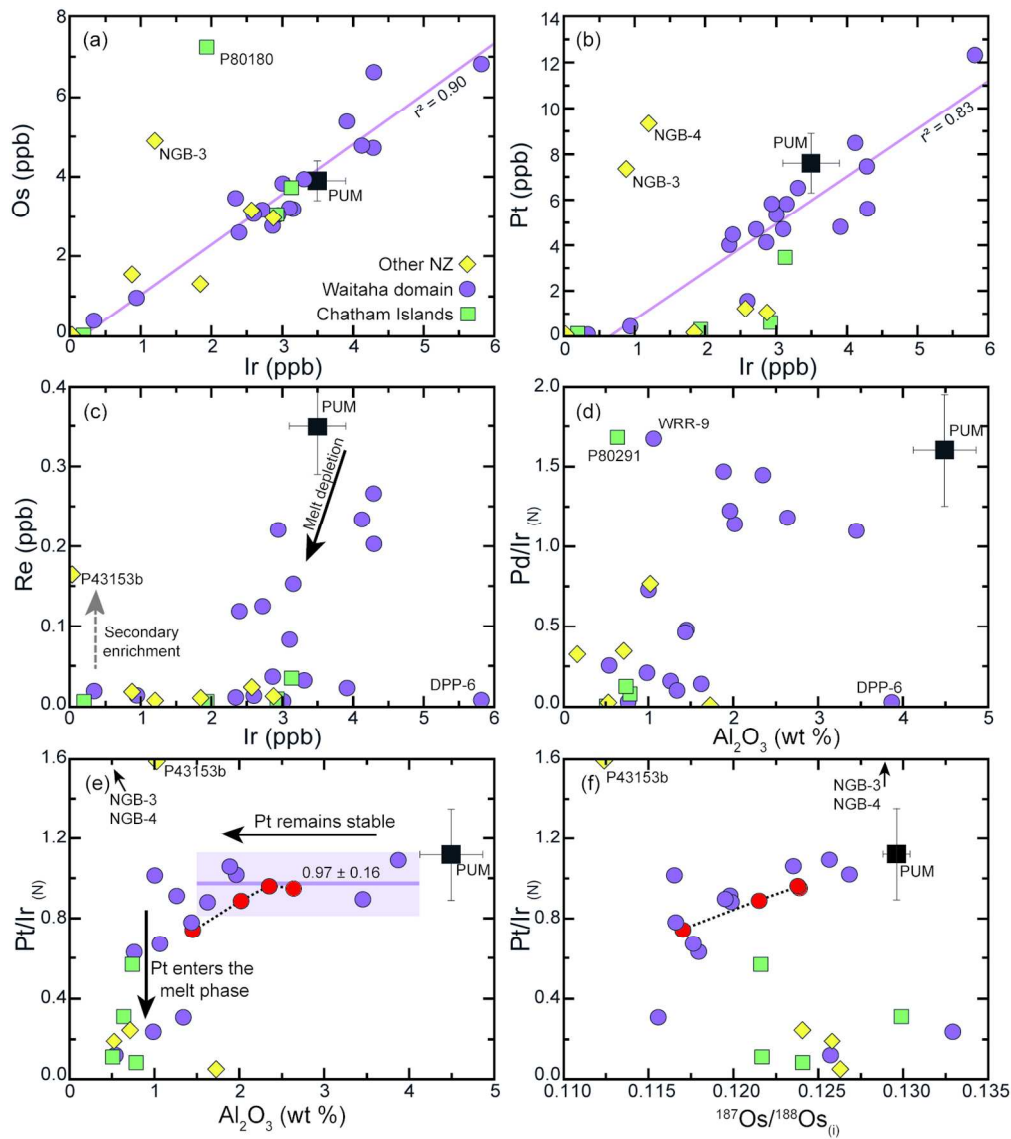 (a)
P80180
r² = 0.90
NGB-3
PUM
Other NZ
Waitaha domain
Chatham Islands
8
6
4
2
0
Os (ppb)
0 1 2 3 4 5 6
Ir (ppb)
(b)
r² = 0.83
NGB-4
NGB-3
PUM
14
12
10
8
6
4
2
0
Pt (ppb)
0 1 2 3 4 5 6
Ir (ppb)
(c)
PUM
Melt depletion
P43153b
Secondary
enrichment
DPP-6
0.4
0.3
0.2
0.1
0.0
Re (ppb)
0 1 2 3 4 5 6
Ir (ppb)
(d)
WRR-9
PUM
P80291
DPP-6
2.0
1.5
1.0
0.5
0.0
Pd/Ir (N)
0 1 2 3 4 5
Al₂O₃ (wt %)
(e)
P43153b
NGB-3
NGB-4
Pt remains stable
0.97 ± 0.16
PUM
Pt enters the
melt phase
1.6
1.2
0.8
0.4
0.0
Pt/Ir (N)
0 1 2 3 4 5
Al₂O₃ (wt %)
(f)
P43153b
NGB-3
NGB-4
PUM
1.6
1.2
0.8
0.4
0.0
Pt/Ir (N)
0.110 0.115 0.120 0.125 0.130 0.135
¹⁸⁷Os/¹⁸⁸Os(i)